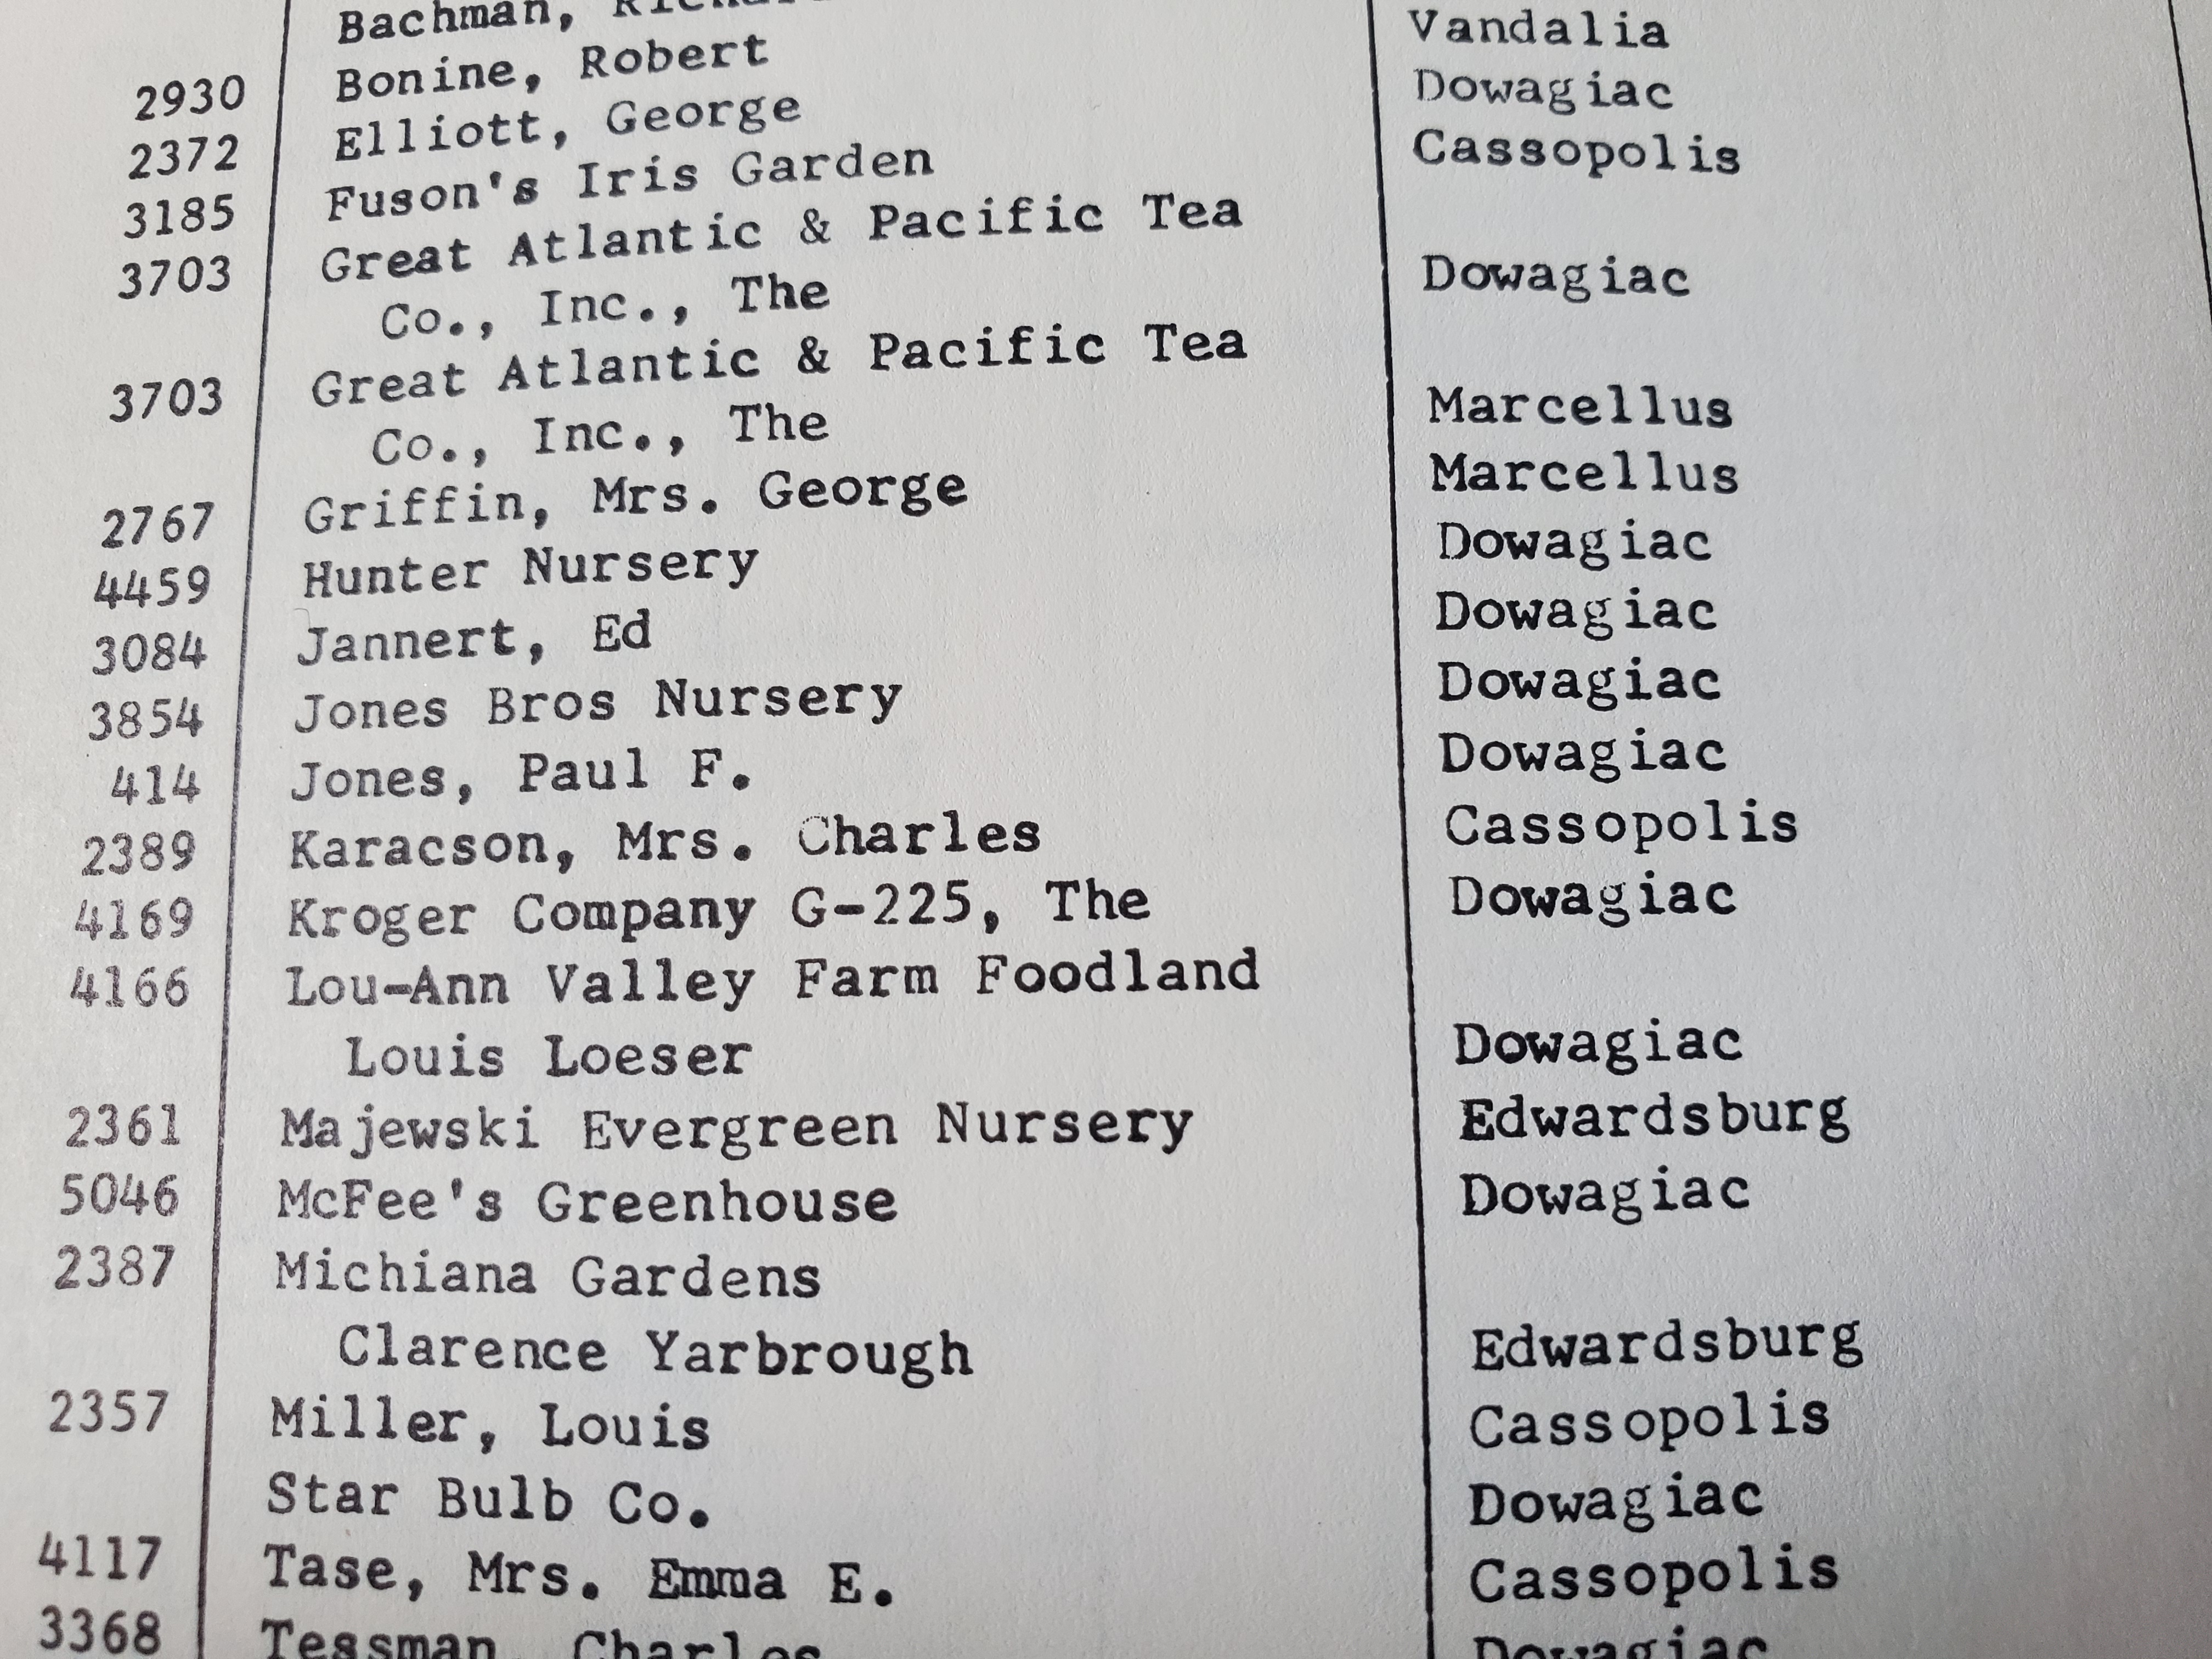 Bachman,
2930 Bonine, Robert Vandalia
2372 Elliott, George Dowagiac
3185 Fuson's Iris Garden Cassopolis
3703 Great Atlantic & Pacific Tea
Co., Inc., The Dowagiac
3703 Great Atlantic & Pacific Tea
Co., Inc., The Marcellus
2767 Griffin, Mrs. George Marcellus
4459 Hunter Nursery Dowagiac
3084 Jannert, Ed Dowagiac
3854 Jones Bros Nursery Dowagiac
414 Jones, Paul F. Dowagiac
2389 Karacson, Mrs. Charles Cassopolis
4169 Kroger Company G-225, The Dowagiac
4166 Lou-Ann Valley Farm Foodland
Louis Loeser Dowagiac
2361 Majewski Evergreen Nursery Edwardsburg
5046 McFee's Greenhouse Dowagiac
2387 Michiana Gardens
Clarence Yarbrough Edwardsburg
2357 Miller, Louis Cassopolis
Star Bulb Co. Dowagiac
4117 Tase, Mrs. Emma E. Cassopolis
3368 Tessman, Charles Dowagiac